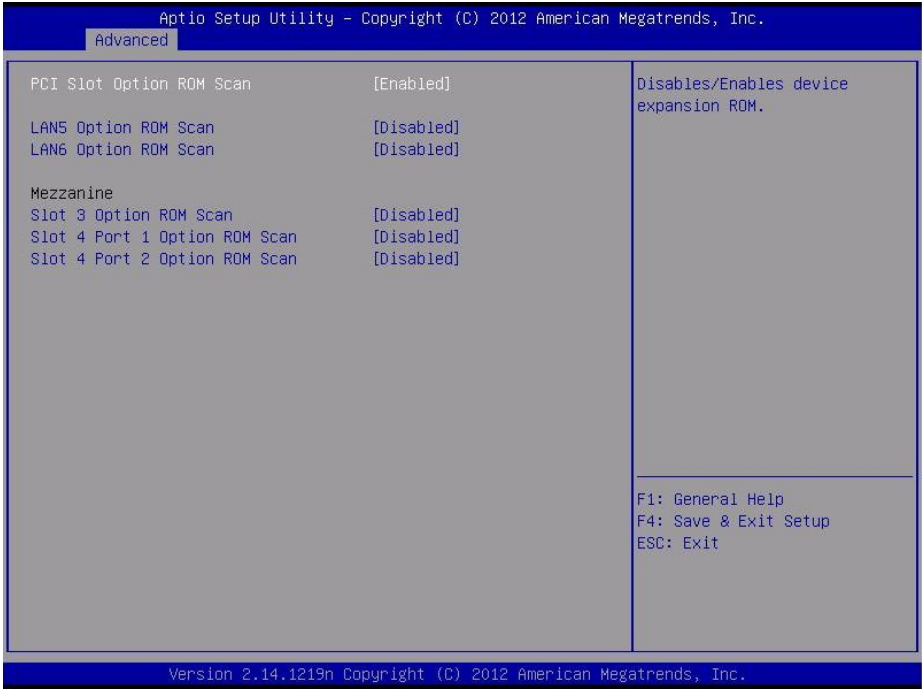 Aptio Setup Utility – Copyright (C) 2012 American Megatrends, Inc.
Advanced
PCI Slot Option ROM Scan [Enabled]
LAN5 Option ROM Scan [Disabled]
LAN6 Option ROM Scan [Disabled]
Mezzanine
Slot 3 Option ROM Scan [Disabled]
Slot 4 Port 1 Option ROM Scan [Disabled]
Slot 4 Port 2 Option ROM Scan [Disabled]
Disables/Enables device
expansion ROM.
F1: General Help
F4: Save & Exit Setup
ESC: Exit
Version 2.14.1219n Copyright (C) 2012 American Megatrends, Inc.